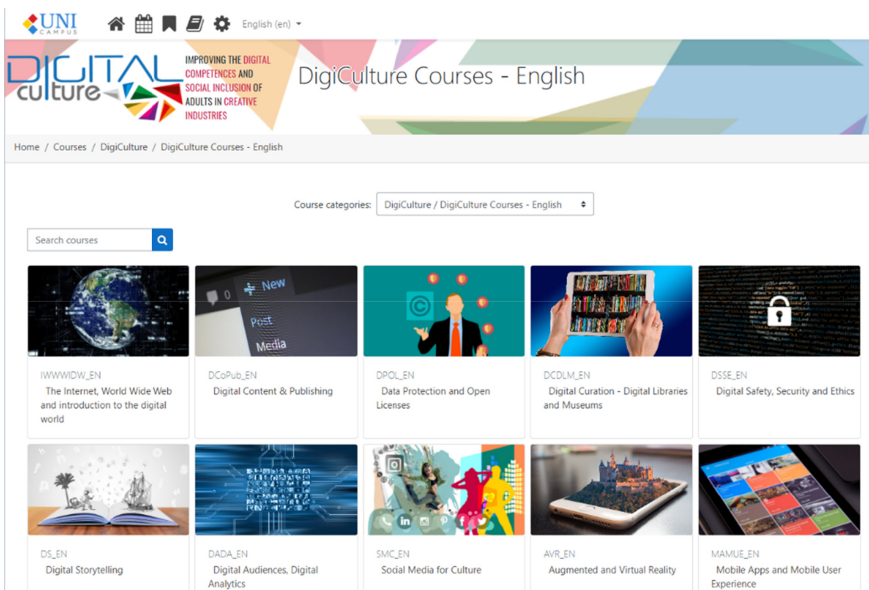 UNI
CAMPUS
English (en)
DIGITAL
culture
IMPROVING THE DIGITAL
COMPETENCES AND
SOCIAL INCLUSION OF
ADULTS IN CREATIVE
INDUSTRIES
DigiCulture Courses - English
Home / Courses / DigiCulture / DigiCulture Courses - English
Course categories: DigiCulture / DigiCulture Courses - English
Search courses
0 New
Post
Media
©
IWWWIDW_EN
The Internet, World Wide Web
and introduction to the digital
world
DCoPub_EN
Digital Content & Publishing
DPOL_EN
Data Protection and Open
Licenses
DCDLM_EN
Digital Curation - Digital Libraries
and Museums
DSSE_EN
Digital Safety, Security and Ethics
in
DS_EN
Digital Storytelling
DADA_EN
Digital Audiences, Digital
Analytics
SMC_EN
Social Media for Culture
AVR_EN
Augmented and Virtual Reality
MAMUE_EN
Mobile Apps and Mobile User
Experience